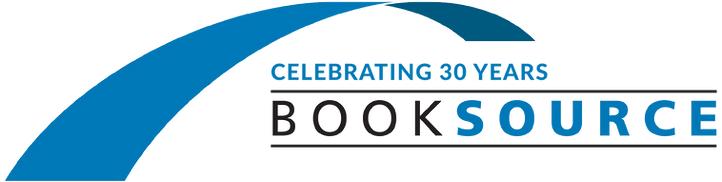 CELEBRATING 30 YEARS
BOOKSOURCE